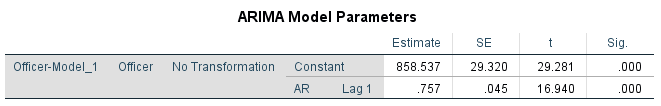 ARIMA Model Parameters
Estimate SE t Sig.
Officer-Model_1 Officer No Transformation Constant 858.537 29.320 29.281 .000
AR Lag 1 .757 .045 16.940 .000